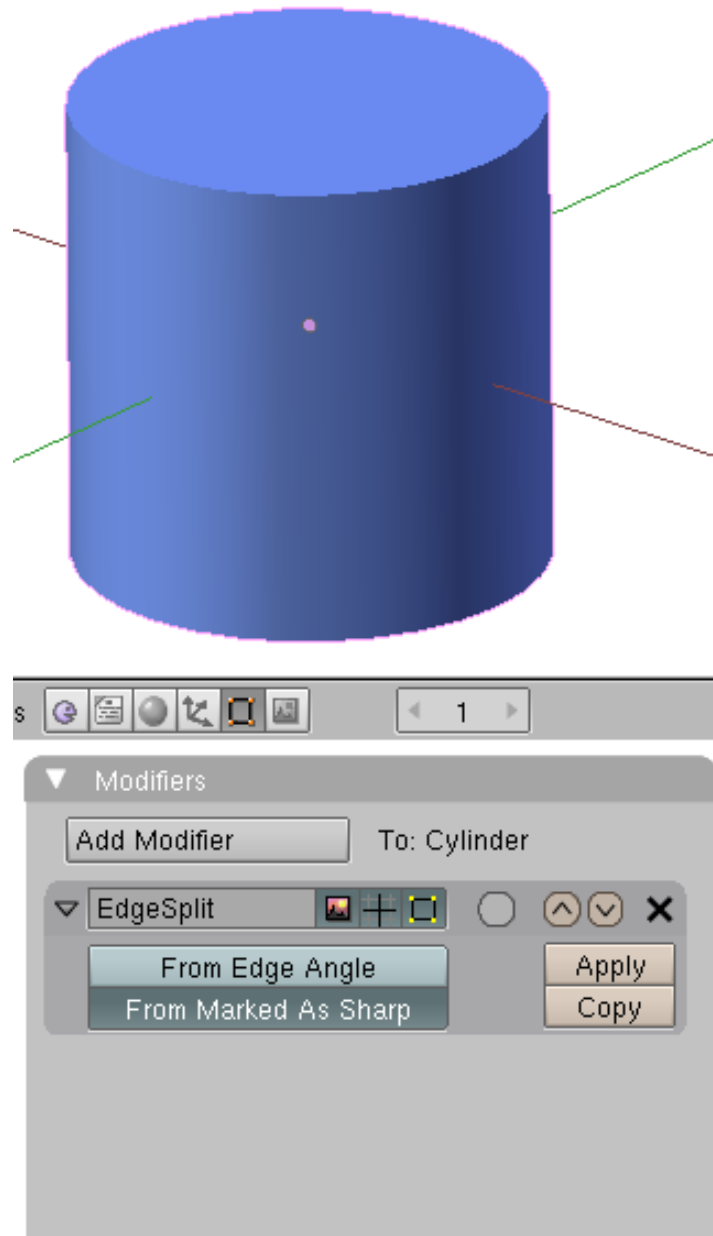 s 1
Modifiers
Add Modifier To: Cylinder
EdgeSplit
From Edge Angle Apply
From Marked As Sharp Copy